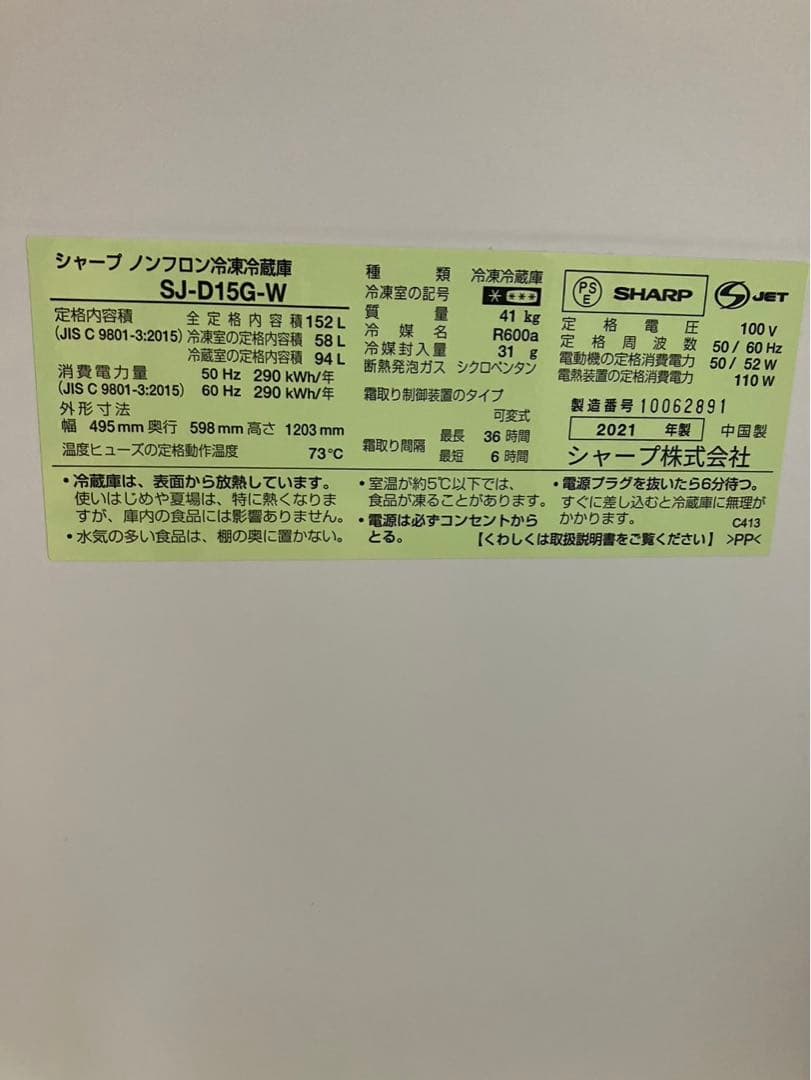 シャープ ノンフロン冷凍冷蔵庫
SJ-D15G-W
定格内容積 全定格内容積 152 L
(JIS C 9801-3:2015) 冷凍室の定格内容積 58 L
冷蔵室の定格内容積 94 L
消費電力量 50 Hz 290 kWh/年
(JIS C 9801-3:2015) 60 Hz 290 kWh/年
外形寸法
幅 495mm 奥行 598mm 高さ 1203mm
温度ヒューズの定格動作温度 73℃
種類 冷凍冷蔵庫
冷凍室の記号
質量 41 kg
冷媒名 R600a
冷媒封入量 31 g
断熱発泡ガス シクロペンタン
霜取り制御装置のタイプ
可変式
霜取り間隔 最長 36 時間
最短 6 時間
PSE SHARP S JET
定格電圧 100V
定格周波数 50/60 Hz
電動機の定格消費電力 50/52 W
電熱装置の定格消費電力 110W
製造番号 10062891
2021 年製 中国製
シャープ株式会社
・冷蔵庫は、表面から放熱しています。
使いはじめや夏場は、特に熱くなりま
すが、庫内の食品には影響ありません。
・水気の多い食品は、棚の奥に置かない。
・室温が約5℃以下では、
食品が凍ることがあります。
・電源は必ずコンセントから
とる。
・電源プラグを抜いたら6分待つ。
すぐに差し込むと冷蔵庫に無理が
かかります。 C413
【くわしくは取扱説明書をご覧ください】 >PP<